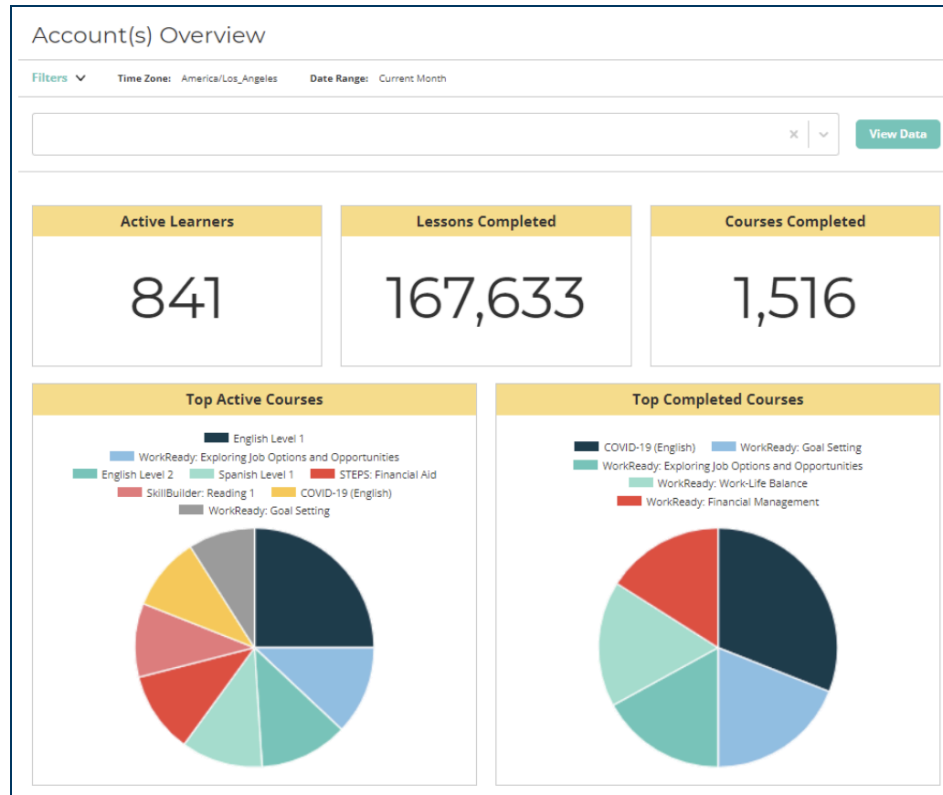 Account(s) Overview
Filters Time Zone: America/Los_Angeles Date Range: Current Month
View Data
Active Learners
841
Lessons Completed
167,633
Courses Completed
1,516
Top Active Courses
English Level 1
WorkReady: Exploring Job Options and Opportunities
English Level 2 Spanish Level 1 STEPS: Financial Aid
SkillBuilder: Reading 1 COVID-19 (English)
WorkReady: Goal Setting
Top Completed Courses
COVID-19 (English) WorkReady: Goal Setting
WorkReady: Exploring Job Options and Opportunities
WorkReady: Work-Life Balance
WorkReady: Financial Management